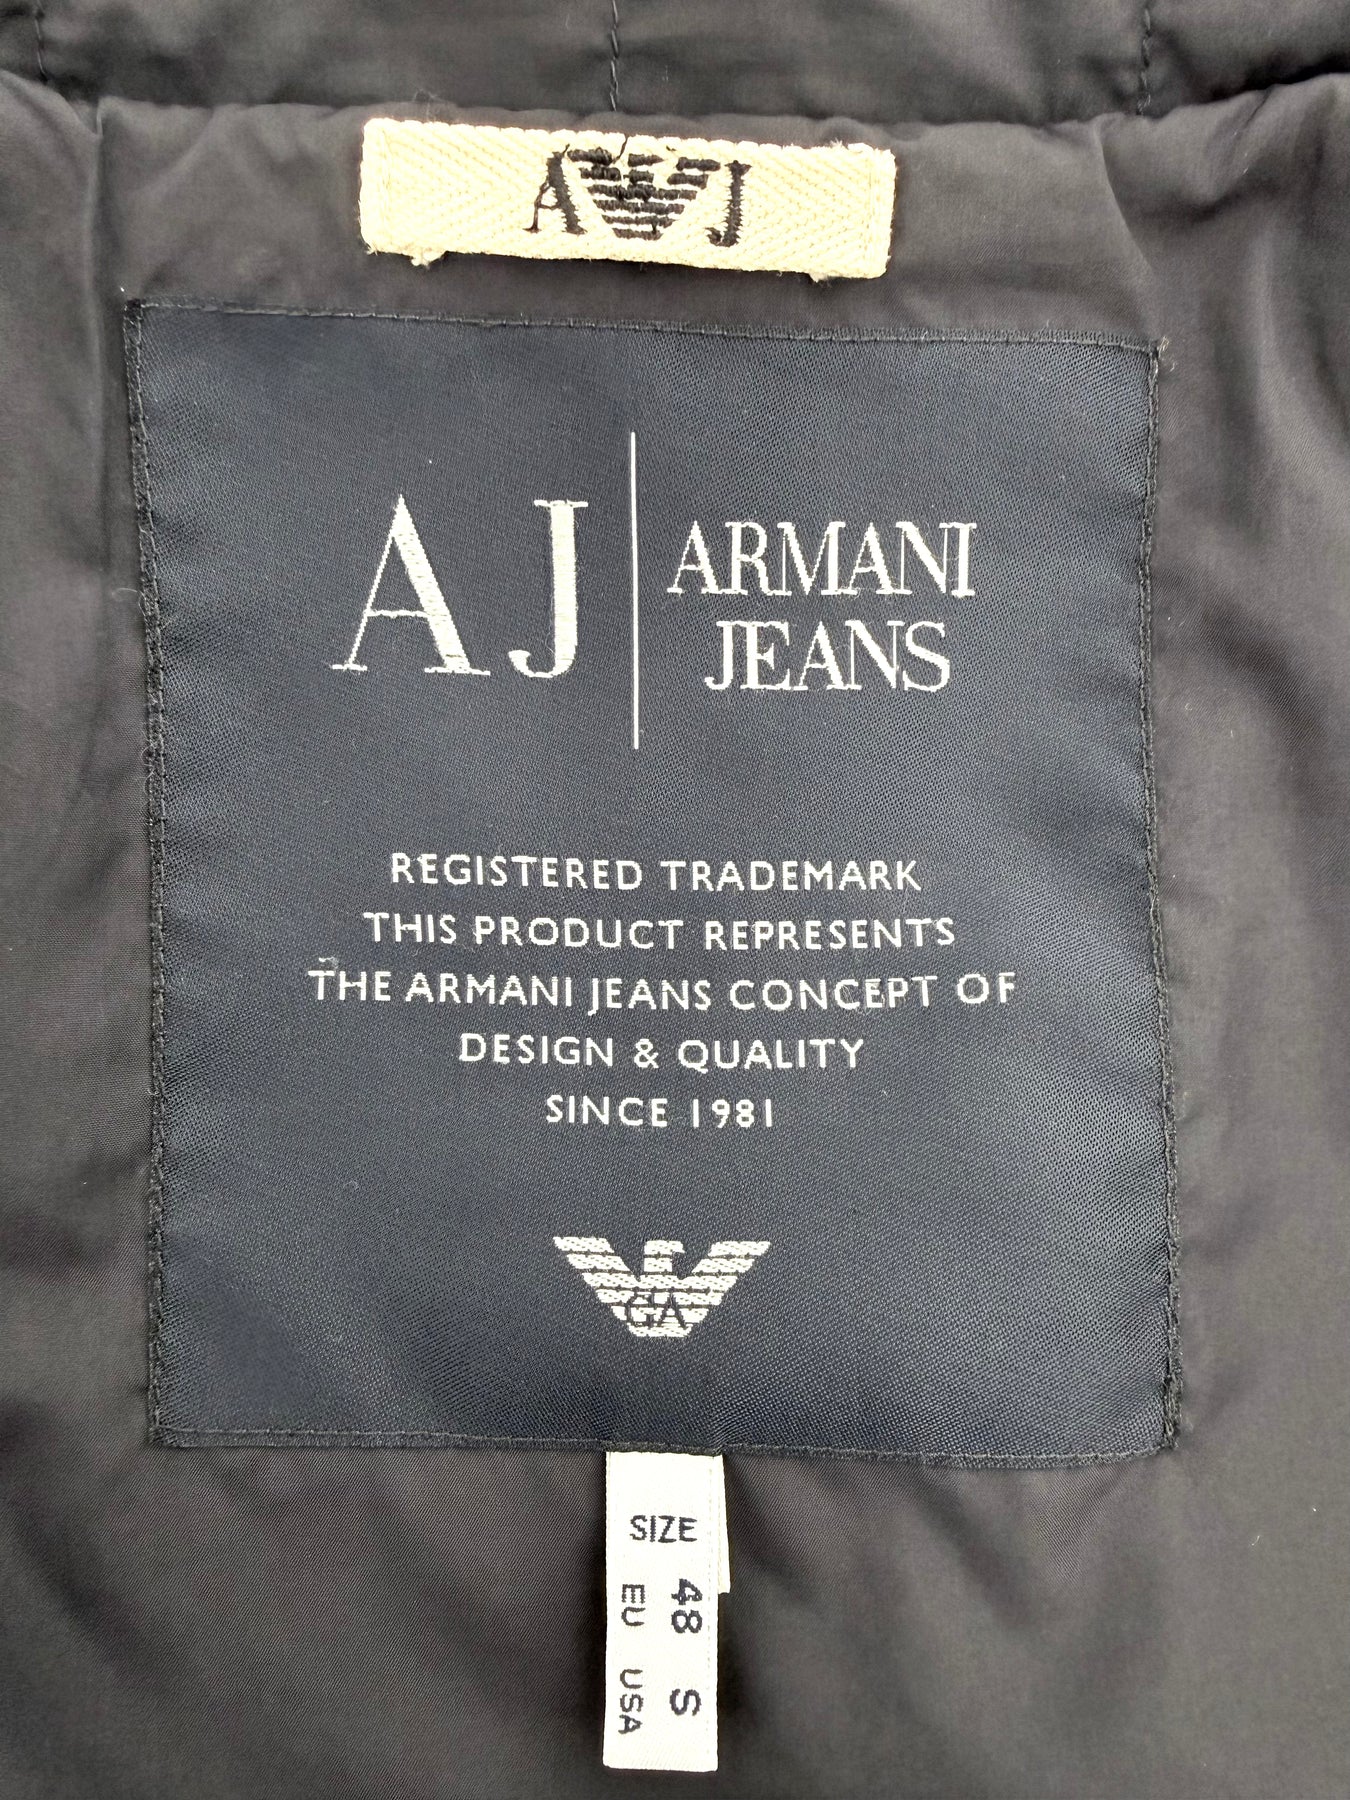 A J
AJ
ARMANI
JEANS
REGISTERED TRADEMARK
THIS PRODUCT REPRESENTS
THE ARMANI JEANS CONCEPT OF
DESIGN & QUALITY
SINCE 1981
GA
SIZE
48 S
EU USA